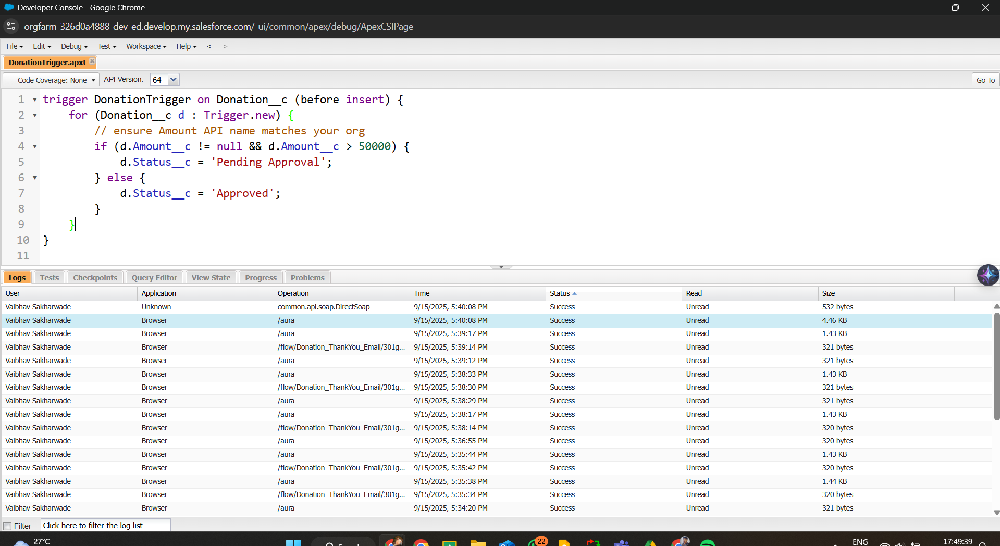 Developer Console - Google Chrome
orgfarm-326d0a4888-dev-ed.develop.my.salesforce.com/_ui/common/apex/debug/ApexCSIPage
File Edit Debug Test Workspace Help < >
DonationTrigger.apxt
Code Coverage: None API Version: 64 Go To
1 trigger DonationTrigger on Donation__c (before insert) {
2 for (Donation__c d : Trigger.new) {
3 // ensure Amount API name matches your org
4 if (d.Amount__c != null && d.Amount__c > 50000) {
5 d.Status__c = 'Pending Approval';
6 } else {
7 d.Status__c = 'Approved';
8 }
9 }
10 }
11
Logs Tests Checkpoints Query Editor View State Progress Problems
User Application Operation Time Status Read Size
Vaibhav Sakharwade Unknown common.api.soap.DirectSoap 9/15/2025, 5:40:08 PM Success Unread 532 bytes
Vaibhav Sakharwade Browser /aura 9/15/2025, 5:40:08 PM Success Unread 4.46 KB
Vaibhav Sakharwade Browser /aura 9/15/2025, 5:39:17 PM Success Unread 1.43 KB
Vaibhav Sakharwade Browser /flow/Donation_ThankYou_Email/301g... 9/15/2025, 5:39:14 PM Success Unread 321 bytes
Vaibhav Sakharwade Browser /aura 9/15/2025, 5:39:12 PM Success Unread 321 bytes
Vaibhav Sakharwade Browser /aura 9/15/2025, 5:38:33 PM Success Unread 1.43 KB
Vaibhav Sakharwade Browser /flow/Donation_ThankYou_Email/301g... 9/15/2025, 5:38:30 PM Success Unread 321 bytes
Vaibhav Sakharwade Browser /aura 9/15/2025, 5:38:29 PM Success Unread 321 bytes
Vaibhav Sakharwade Browser /aura 9/15/2025, 5:38:17 PM Success Unread 1.43 KB
Vaibhav Sakharwade Browser /flow/Donation_ThankYou_Email/301g... 9/15/2025, 5:38:14 PM Success Unread 320 bytes
Vaibhav Sakharwade Browser /aura 9/15/2025, 5:36:55 PM Success Unread 320 bytes
Vaibhav Sakharwade Browser /aura 9/15/2025, 5:35:44 PM Success Unread 1.43 KB
Vaibhav Sakharwade Browser /flow/Donation_ThankYou_Email/301g... 9/15/2025, 5:35:42 PM Success Unread 320 bytes
Vaibhav Sakharwade Browser /aura 9/15/2025, 5:35:38 PM Success Unread 1.44 KB
Vaibhav Sakharwade Browser /flow/Donation_ThankYou_Email/301g... 9/15/2025, 5:35:34 PM Success Unread 320 bytes
Vaibhav Sakharwade Browser /aura 9/15/2025, 5:34:20 PM Success Unread 321 bytes
Filter Click here to filter the log list
27°C 22 ENG 17:49:39